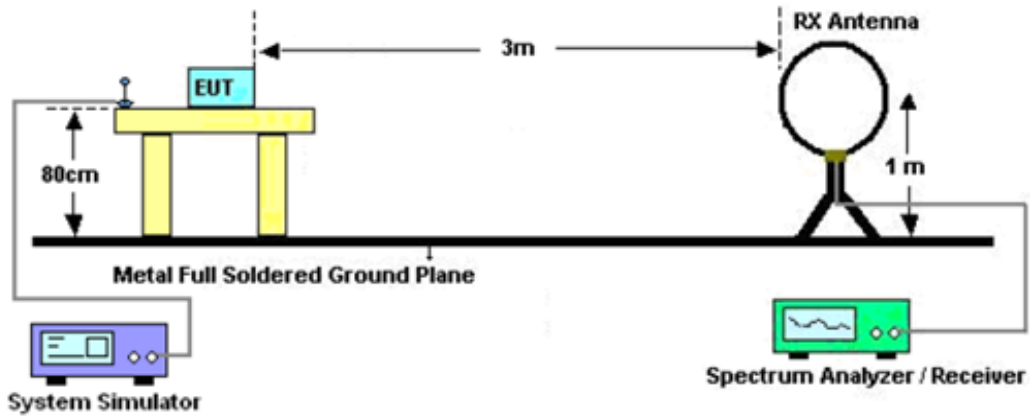 RX Antenna
3m
EUT
80cm
1 m
Metal Full Soldered Ground Plane
System Simulator
Spectrum Analyzer / Receiver